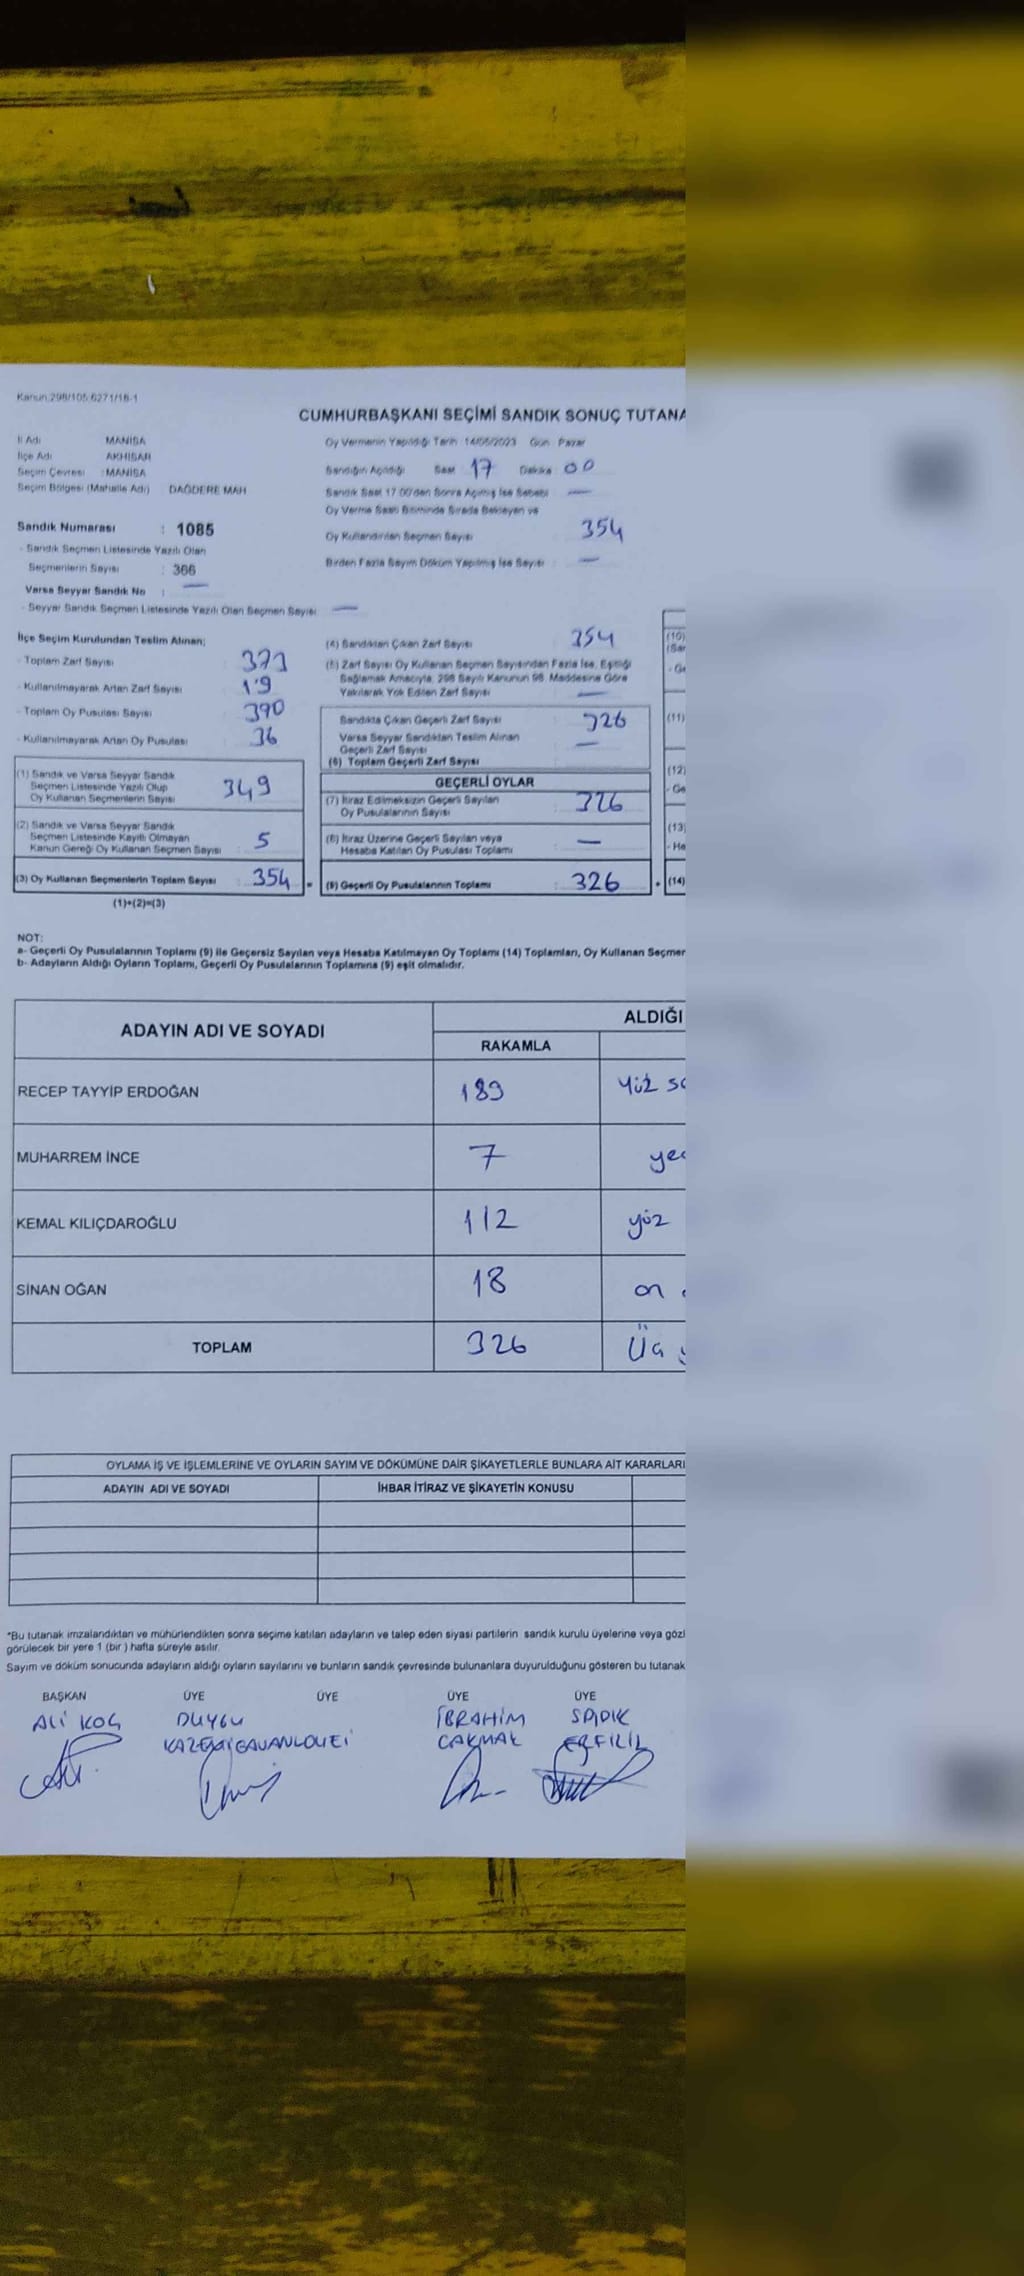 Kanun:298/105.6271/18-1
CUMHURBAŞKANI SEÇİMİ SANDIK SONUÇ TUTANA
İl Adı MANİSA
İlçe Adı AKHİSAR
Seçim Çevresi : MANİSA
Seçim Bölgesi (Mahalle Adı) : DAĞDERE MAH
Oy Vermenin Yapıldığı Tarih : 14/05/2023 Gün : Pazar
Sandığın Açıldığı Saat 17 Dakika : 00
Sandık Saat 17.00'den Sonra Açılmış İse Sebebi —
Oy Verme Saati Bitiminde Sırada Bekleyen ve
Oy Kullandırılan Seçmen Sayısı 354
Birden Fazla Sayım Döküm Yapılmış İse Sayısı : —
Sandık Numarası : 1085
- Sandık Seçmen Listesinde Yazılı Olan
Seçmenlerin Sayısı : 366
Varsa Seyyar Sandık No : —
- Seyyar Sandık Seçmen Listesinde Yazılı Olan Seçmen Sayısı : —
İlçe Seçim Kurulundan Teslim Alınan;
- Toplam Zarf Sayısı 373
- Kullanılmayarak Artan Zarf Sayısı 19
- Toplam Oy Pusulası Sayısı 390
- Kullanılmayarak Artan Oy Pusulası 36
(1) Sandık ve Varsa Seyyar Sandık
Seçmen Listesinde Yazılı Olup
Oy Kullanan Seçmenlerin Sayısı 349
(2) Sandık ve Varsa Seyyar Sandık
Seçmen Listesinde Kayıtlı Olmayan
Kanun Gereği Oy Kullanan Seçmen Sayısı : 5
(3) Oy Kullanan Seçmenlerin Toplam Sayısı : 354 =
(1)+(2)=(3)
(4) Sandıktan Çıkan Zarf Sayısı : 354
(5) Zarf Sayısı Oy Kullanan Seçmen Sayısından Fazla İse, Eşitliği
Sağlamak Amacıyla, 298 Sayılı Kanunun 98. Maddesine Göre
Yakılarak Yok Edilen Zarf Sayısı —
Sandıkta Çıkan Geçerli Zarf Sayısı : 326
Varsa Seyyar Sandıktan Teslim Alınan
Geçerli Zarf Sayısı —
(6) Toplam Geçerli Zarf Sayısı :
GEÇERLİ OYLAR
(7) İtiraz Edilmeksizin Geçerli Sayılan
Oy Pusulalarının Sayısı 326
(8) İtiraz Üzerine Geçerli Sayılan veya
Hesaba Katılan Oy Pusulası Toplamı —
(9) Geçerli Oy Pusulalarının Toplamı : 326 +
(10)
(Sa
- Ge
(11)
(12)
- Ge
(13)
- He
(14)
NOT:
a- Geçerli Oy Pusulalarının Toplamı (9) ile Geçersiz Sayılan veya Hesaba Katılmayan Oy Toplamı (14) Toplamları, Oy Kullanan Seçmer
b- Adayların Aldığı Oyların Toplamı, Geçerli Oy Pusulalarının Toplamına (9) eşit olmalıdır.
ADAYIN ADI VE SOYADI ALDIĞI
RAKAMLA
RECEP TAYYİP ERDOĞAN 189 Yüz
MUHARREM İNCE 7 ye
KEMAL KILIÇDAROĞLU 112 yüz
SİNAN OĞAN 18 on
TOPLAM 326 Üç
OYLAMA İŞ VE İŞLEMLERİNE VE OYLARIN SAYIM VE DÖKÜMÜNE DAİR ŞİKAYETLERLE BUNLARA AİT KARARLARI
ADAYIN ADI VE SOYADI İHBAR İTİRAZ VE ŞİKAYETİN KONUSU
*Bu tutanak imzalandıktan ve mühürlendikten sonra seçime katılan adayların ve talep eden siyasi partilerin sandık kurulu üyelerine veya gözl
görülecek bir yere 1 (bir ) hafta süreyle asılır.
Sayım ve döküm sonucunda adayların aldığı oyların sayılarını ve bunların sandık çevresinde bulunanlara duyurulduğunu gösteren bu tutanak
BAŞKAN ÜYE ÜYE ÜYE ÜYE
ALİ KOÇ DUYGU İBRAHİM SADIK
ÇAKMAK